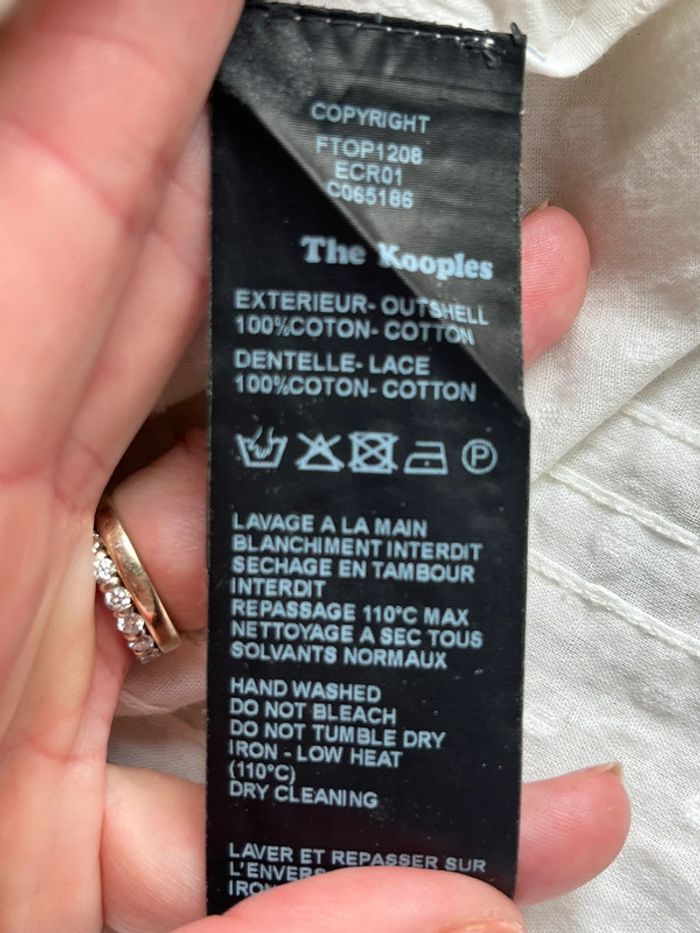 COPYRIGHT
FTOP1208
ECR01
C065186
The Kooples
EXTERIEUR- OUTSHELL
100%COTON- COTTON
DENTELLE- LACE
100%COTON- COTTON
P
LAVAGE A LA MAIN
BLANCHIMENT INTERDIT
SECHAGE EN TAMBOUR
INTERDIT
REPASSAGE 110°C MAX
NETTOYAGE A SEC TOUS
SOLVANTS NORMAUX
HAND WASHED
DO NOT BLEACH
DO NOT TUMBLE DRY
IRON - LOW HEAT
(110°C)
DRY CLEANING
LAVER ET REPASSER SUR
L'ENVERS
IRON